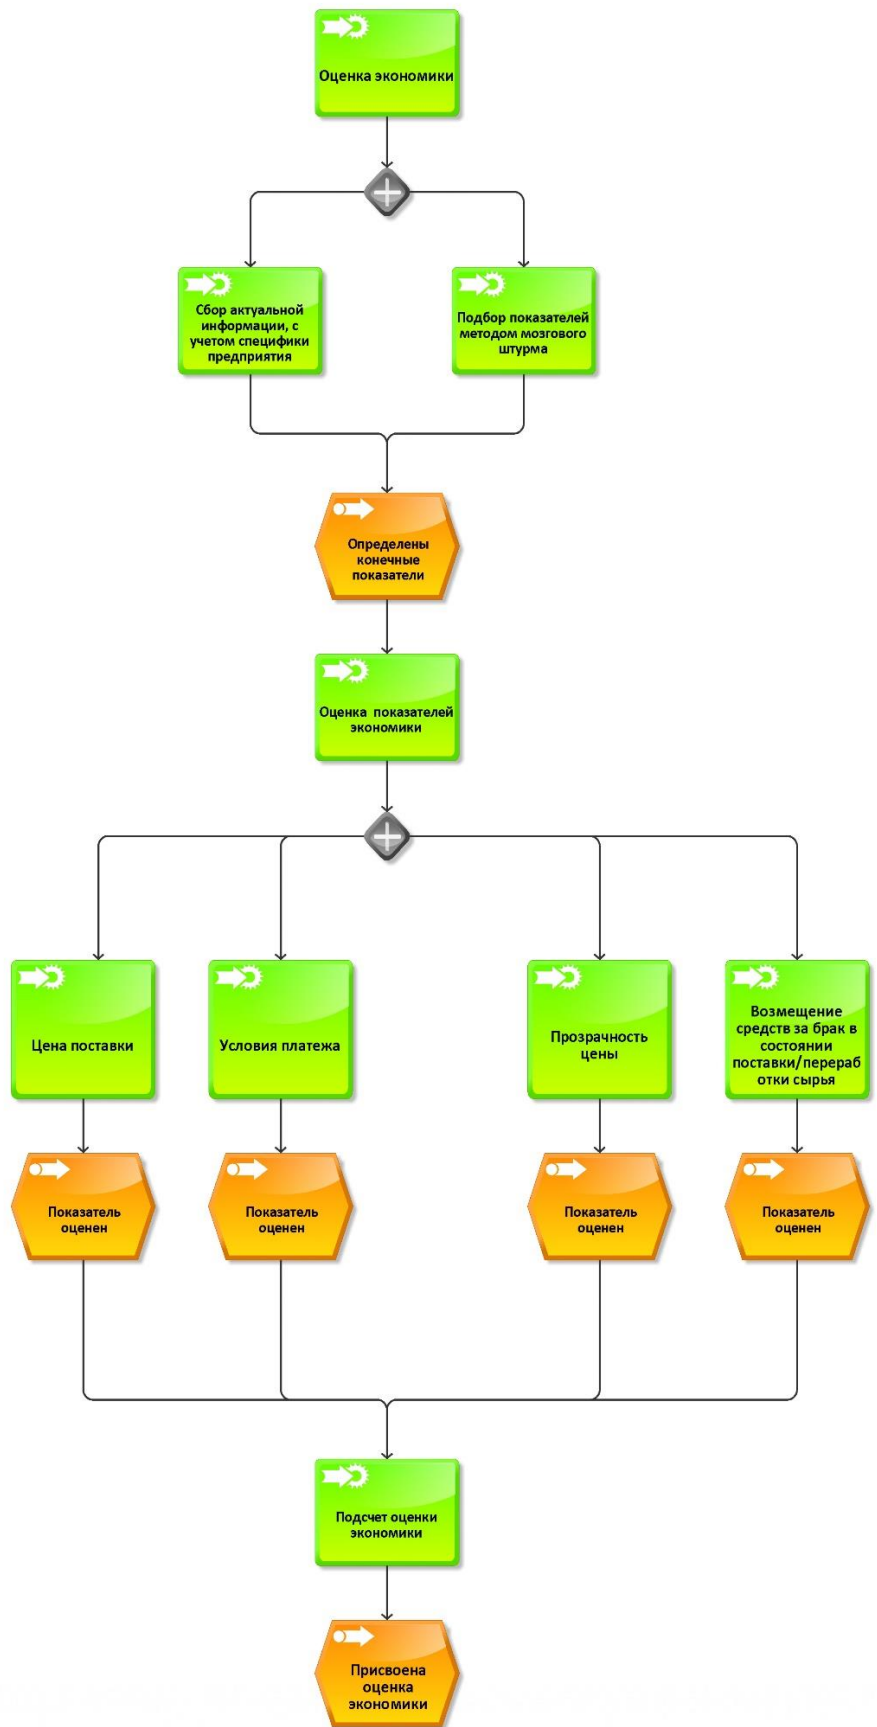 Оценка экономики
Сбор актуальной
информации, с
учетом специфики
предприятия
Подбор показателей
методом мозгового
штурма
Определены
конечные
показатели
Оценка показателей
экономики
Цена поставки
Условия платежа
Прозрачность
цены
Возмещение
средств за брак в
состоянии
поставки/перераб
отки сырья
Показатель
оценен
Показатель
оценен
Показатель
оценен
Показатель
оценен
Подсчет оценки
экономики
Присвоена
оценка
экономики